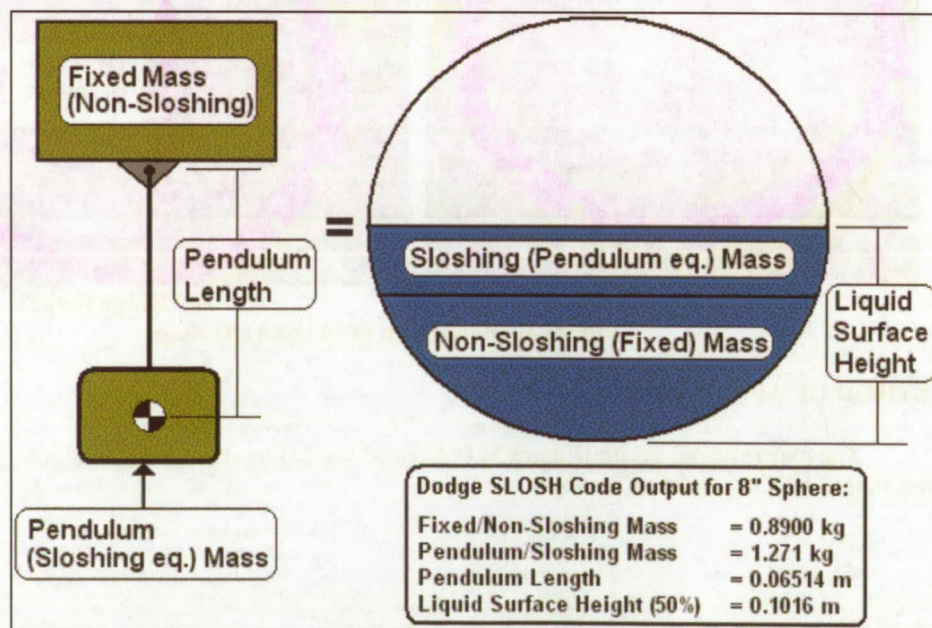 Fixed Mass
(Non-Sloshing)
Pendulum
Length
=
Sloshing (Pendulum eq.) Mass
Non-Sloshing (Fixed) Mass
Liquid
Surface
Height
Pendulum
(Sloshing eq.) Mass
Dodge SLOSH Code Output for 8" Sphere:
Fixed/Non-Sloshing Mass = 0.8900 kg
Pendulum/Sloshing Mass = 1.271 kg
Pendulum Length = 0.06514 m
Liquid Surface Height (50%) = 0.1016 m